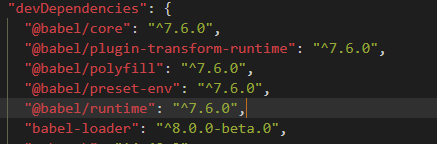 "devDependencies": {
"@babel/core": "^7.6.0",
"@babel/plugin-transform-runtime": "^7.6.0",
"@babel/polyfill": "^7.6.0",
"@babel/preset-env": "^7.6.0",
"@babel/runtime": "^7.6.0",
"babel-loader": "^8.0.0-beta.0",